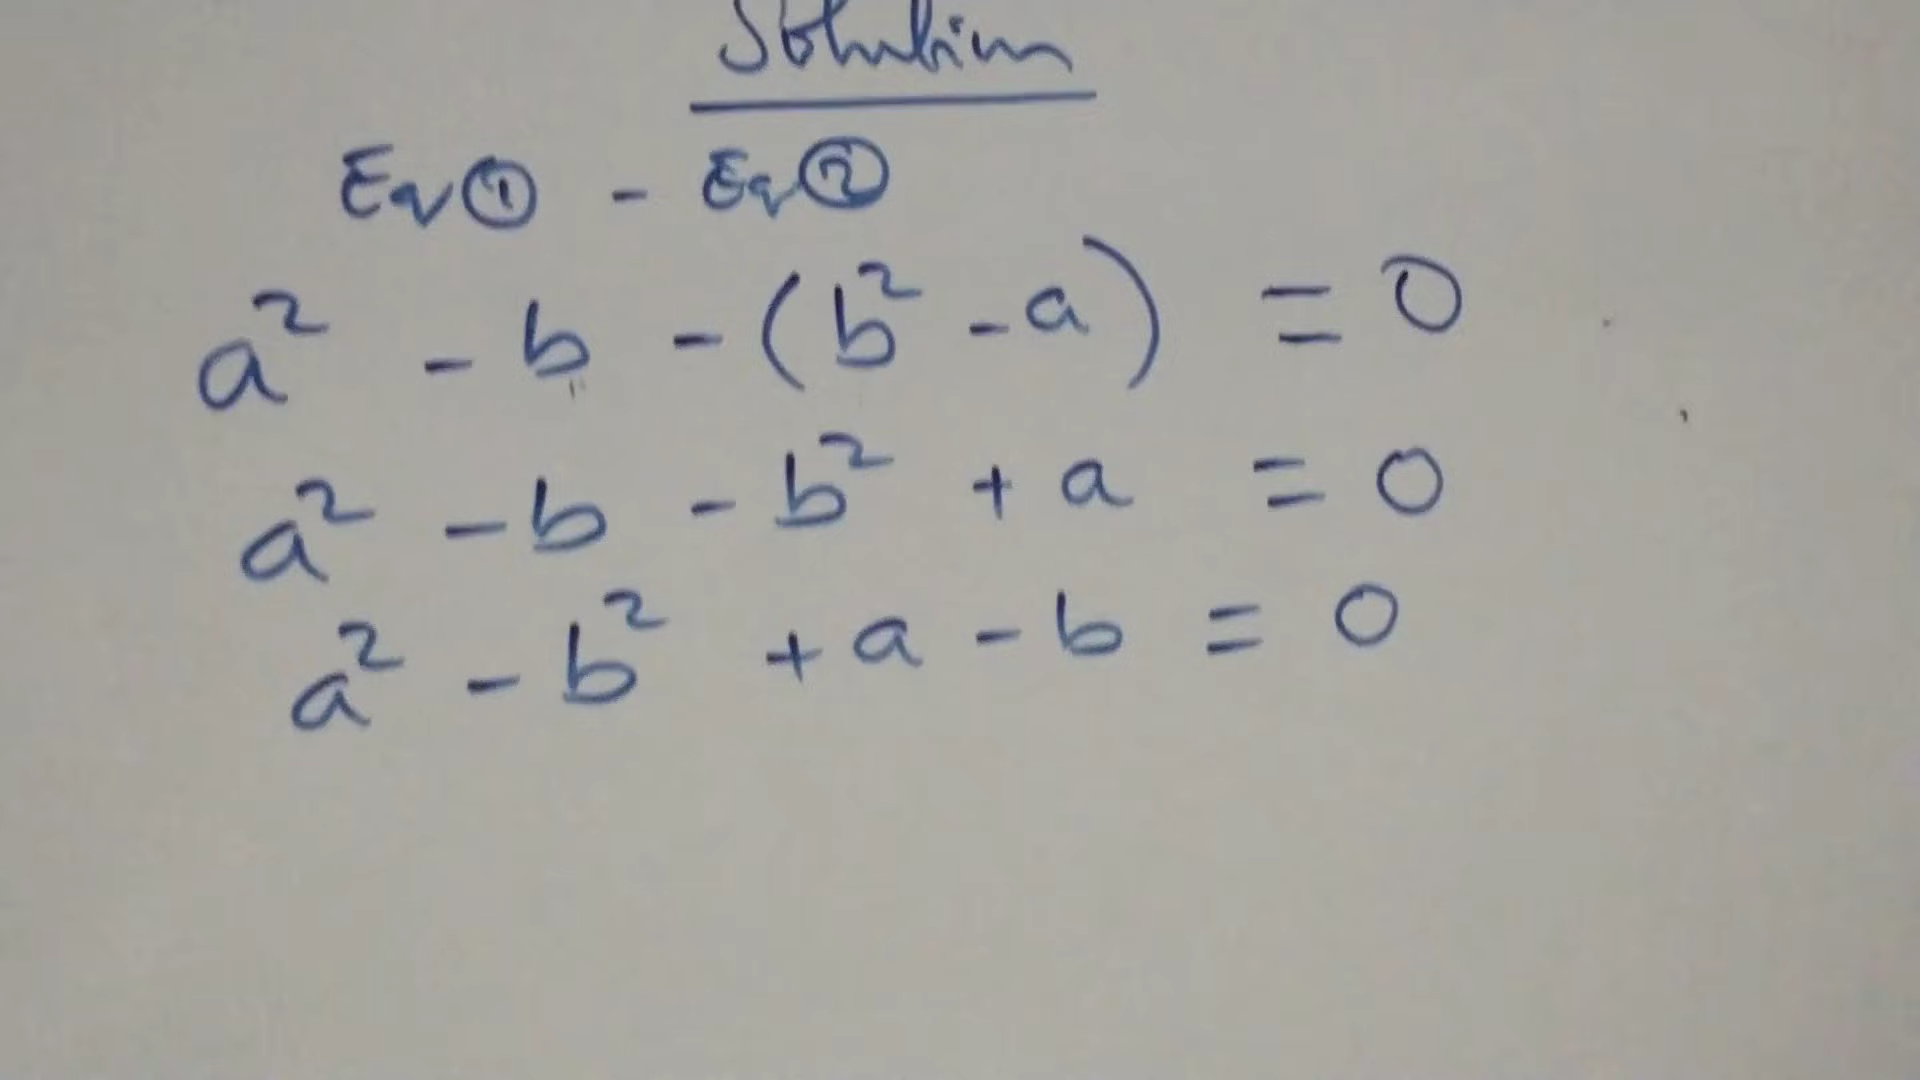 Solution
Eq① - Eq②
a² - b - (b² - a) = 0
a² - b - b² + a = 0
a² - b² + a - b = 0